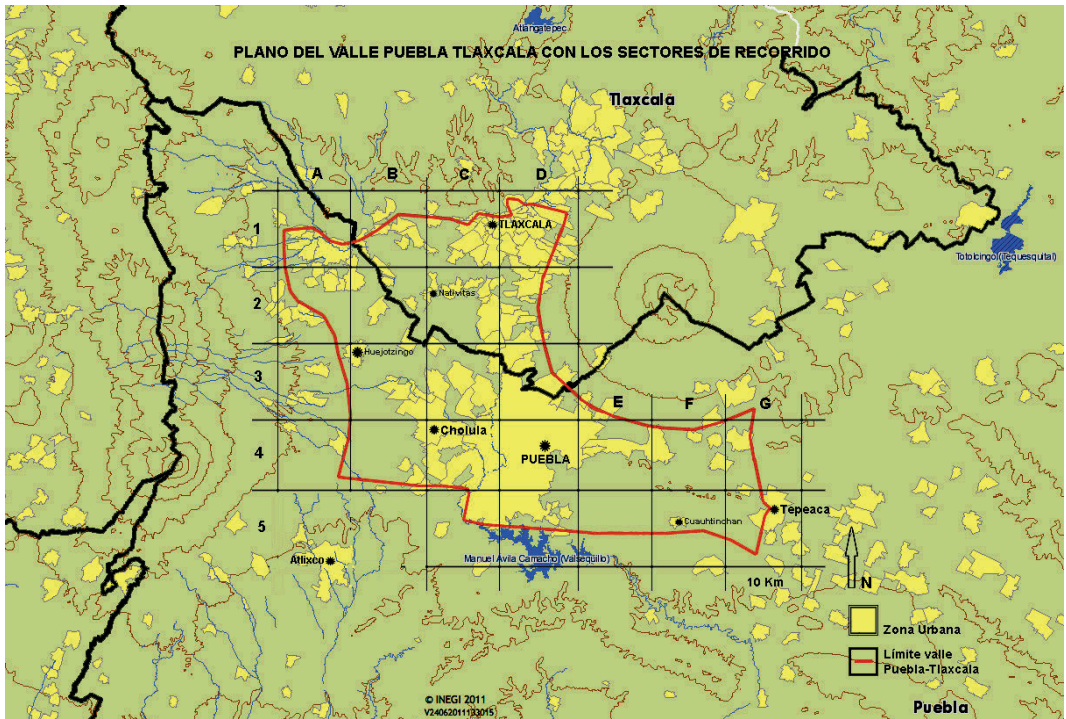 Atlangatepec
PLANO DEL VALLE PUEBLA TLAXCALA CON LOS SECTORES DE RECORRIDO
Tlaxcala
A B C D
1
TLAXCALA
Totolcingo (Tequesquital)
2
Nativitas
Huejotzingo
3
E F G
Cholula
4
PUEBLA
Tepeaca
5
Cuauhtinchan
Atlixco
Manuel Avila Camacho (Valsequillo)
10 Km
N
Zona Urbana
Límite valle
Puebla-Tlaxcala
© INEGI 2011
V24062011133015
Puebla